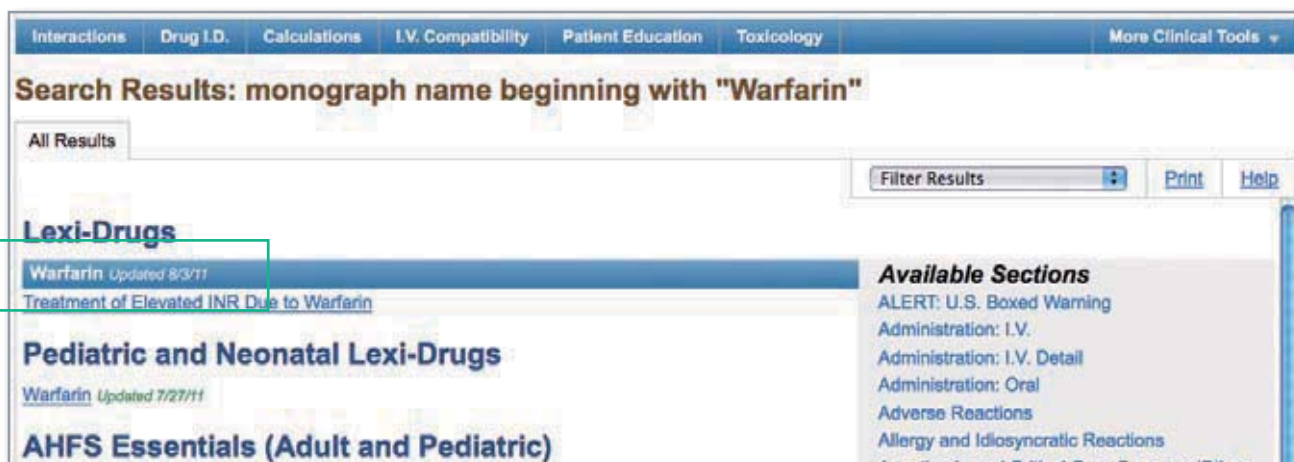 Interactions Drug I.D. Calculations I.V. Compatibility Patient Education Toxicology More Clinical Tools
Search Results: monograph name beginning with "Warfarin"
All Results
Filter Results Print Help
Lexi-Drugs
Warfarin Updated 8/3/11
Treatment of Elevated INR Due to Warfarin
Pediatric and Neonatal Lexi-Drugs
Warfarin Updated 7/27/11
AHFS Essentials (Adult and Pediatric)
Available Sections
ALERT: U.S. Boxed Warning
Administration: I.V.
Administration: I.V. Detail
Administration: Oral
Adverse Reactions
Allergy and Idiosyncratic Reactions